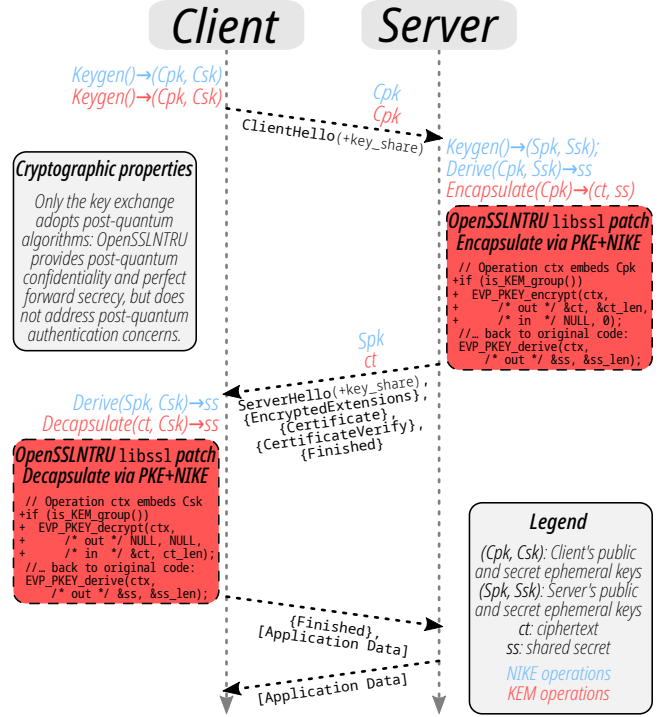 Client
Server
Keygen()→(Cpk, Csk)
Keygen()→(Cpk, Csk)
Cpk
Cpk
ClientHello(+key_share)
Keygen()→(Spk, Ssk);
Derive(Cpk, Ssk)→ss
Encapsulate(Cpk)→(ct, ss)
Cryptographic properties
Only the key exchange
adopts post-quantum
algorithms: OpenSSLNTRU
provides post-quantum
confidentiality and perfect
forward secrecy, but does
not address post-quantum
authentication concerns.
OpenSSLNTRU libssl patch
Encapsulate via PKE+NIKE
// Operation ctx embeds Cpk
+if (is_KEM_group())
+ EVP_PKEY_encrypt(ctx,
+ /* out */ &ct, &ct_len,
+ /* in */ NULL, 0);
//… back to original code:
EVP_PKEY_derive(ctx,
/* out */ &ss, &ss_len);
Spk
ct
ServerHello(+key_share),
{EncryptedExtensions},
{Certificate},
{CertificateVerify},
{Finished}
Derive(Spk, Csk)→ss
Decapsulate(ct, Csk)→ss
OpenSSLNTRU libssl patch
Decapsulate via PKE+NIKE
// Operation ctx embeds Csk
+if (is_KEM_group())
+ EVP_PKEY_decrypt(ctx,
+ /* out */ NULL, NULL,
+ /* in */ &ct, ct_len);
//… back to original code:
EVP_PKEY_derive(ctx,
/* out */ &ss, &ss_len);
{Finished},
[Application Data]
[Application Data]
Legend
(Cpk, Csk): Client's public
and secret ephemeral keys
(Spk, Ssk): Server's public
and secret ephemeral keys
ct: ciphertext
ss: shared secret
NIKE operations
KEM operations